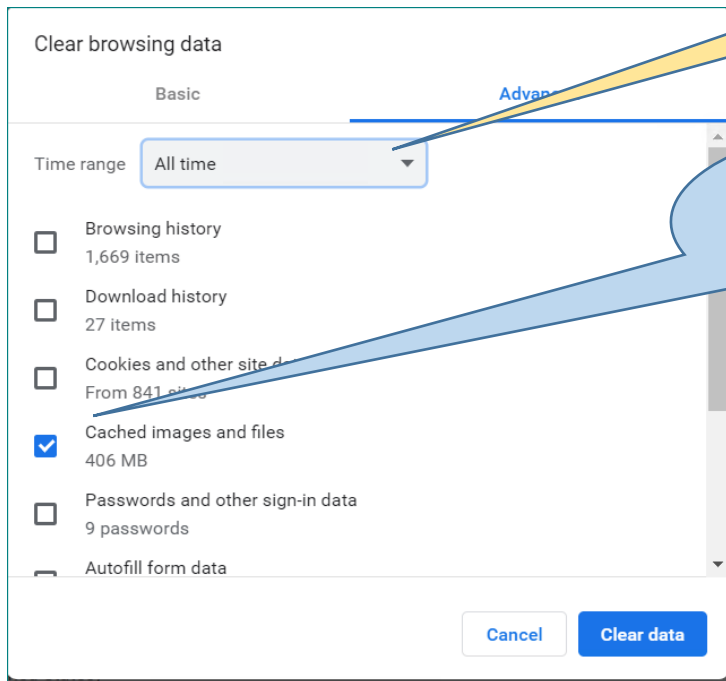 Clear browsing data
Basic
Time range
All time
Browsing history
1,669 items
Download history
27 items
Cookies and other site
From 841 sites
Cached images and files
406 MB
Passwords and other sign-in data
9 passwords
Autofill form data
Cancel
Clear data